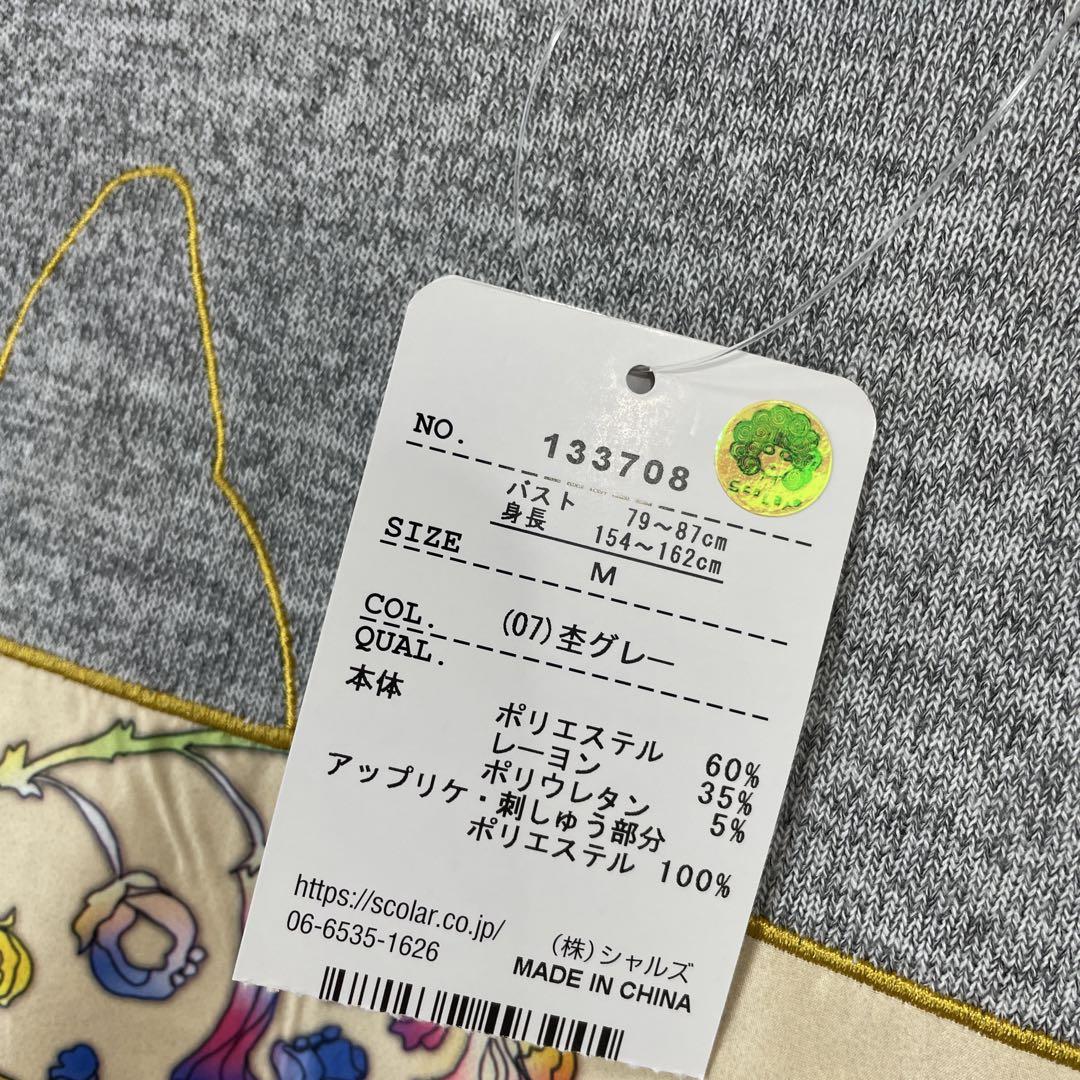 NO. 133708
バスト 79～87cm
身長 154～162cm
SIZE M
COL. (07)杢グレー
QUAL.
本体
ポリエステル 60%
レーヨン 35%
ポリウレタン 5%
アップリケ・刺しゅう部分
ポリエステル 100%
https://scolar.co.jp/
06-6535-1626
(株)シャルズ
MADE IN CHINA